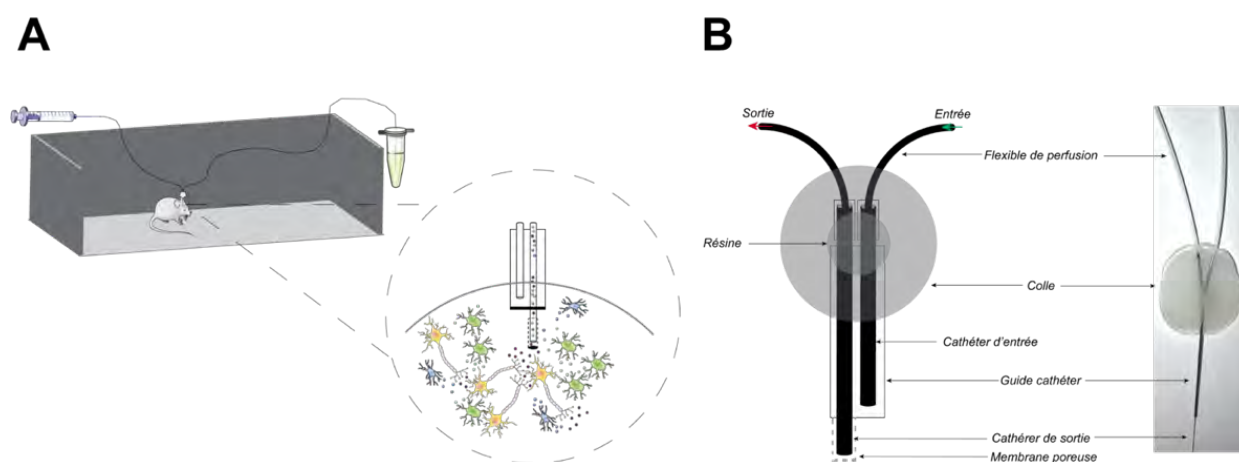 A
B
Sortie
Entrée
Flexible de perfusion
Résine
Colle
Cathéter d'entrée
Guide cathéter
Cathérer de sortie
Membrane poreuse